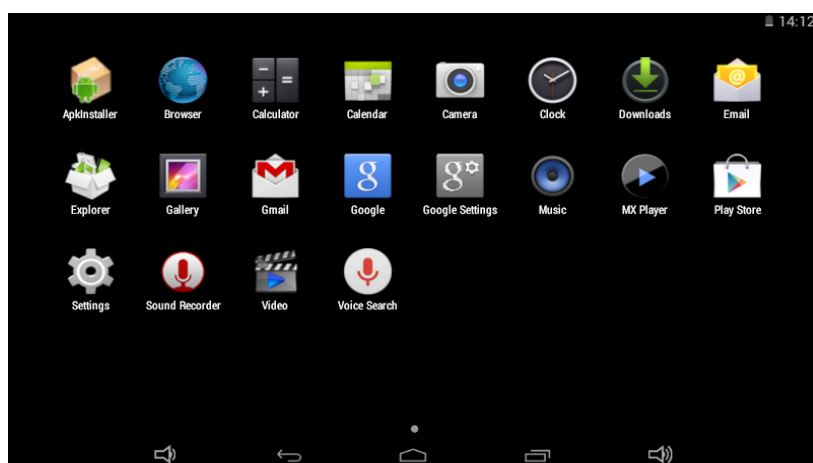 14:12
ApkInstaller Browser Calculator Calendar Camera Clock Downloads Email
Explorer Gallery Gmail Google Google Settings Music MX Player Play Store
Settings Sound Recorder Video Voice Search